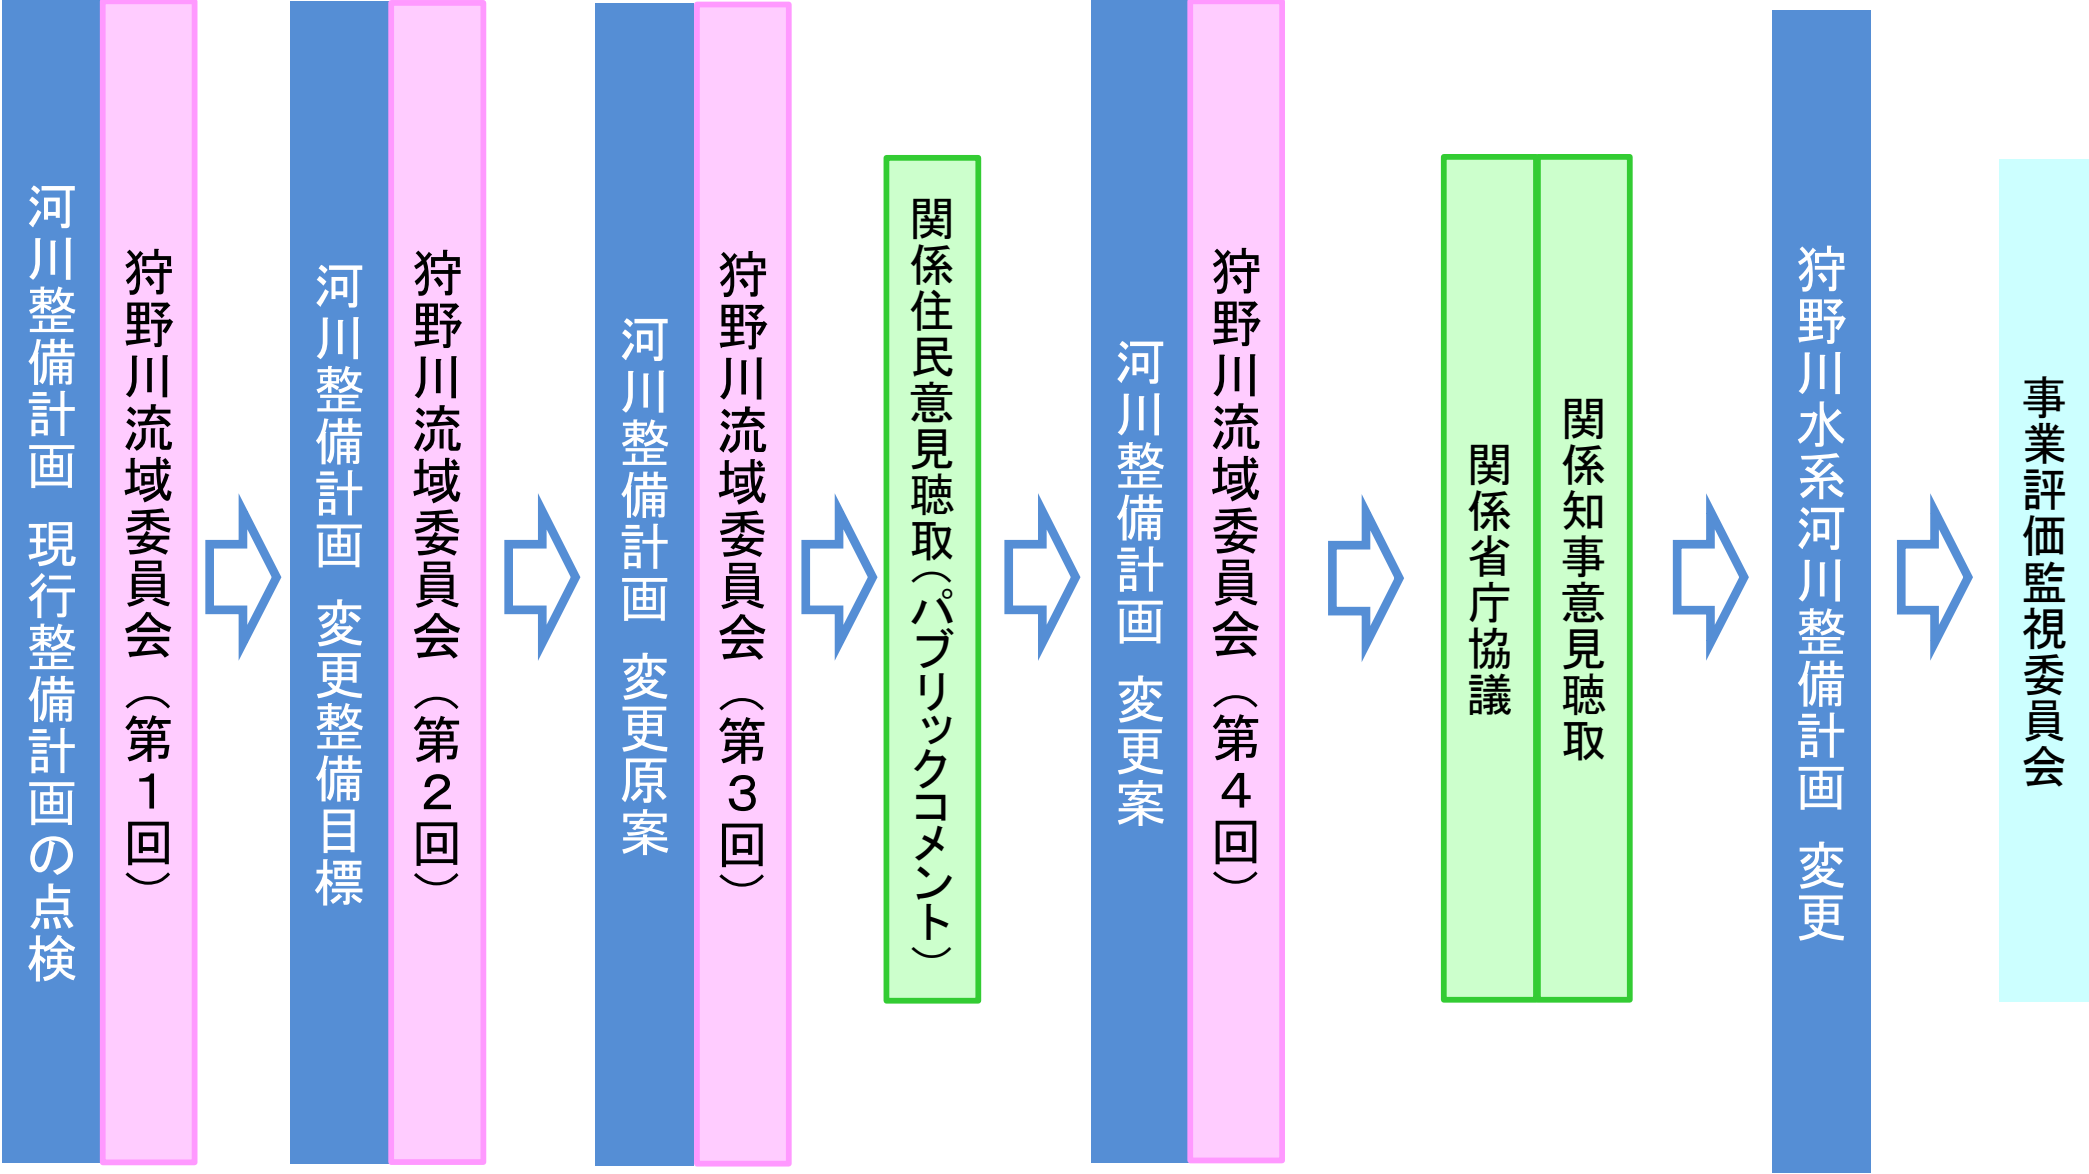 河川整備計画 現行整備計画の点検
狩野川流域委員会（第１回）
河川整備計画 変更整備目標
狩野川流域委員会（第２回）
河川整備計画 変更原案
狩野川流域委員会（第３回）
関係住民意見聴取（パブリックコメント）
河川整備計画 変更案
狩野川流域委員会（第４回）
関係省庁協議
関係知事意見聴取
狩野川水系河川整備計画 変更
事業評価監視委員会